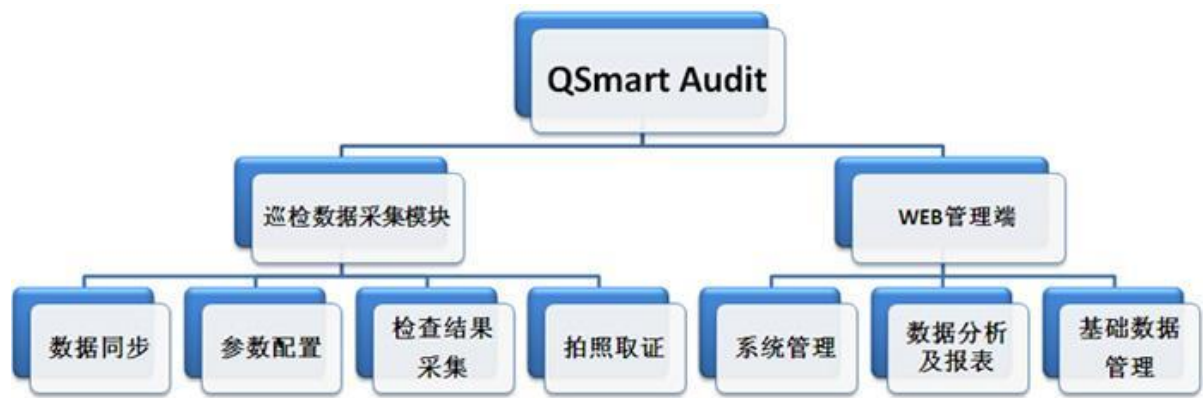 QSmart Audit
巡检数据采集模块
WEB管理端
数据同步
参数配置
检查结果
采集
拍照取证
系统管理
数据分析
及报表
基础数据
管理